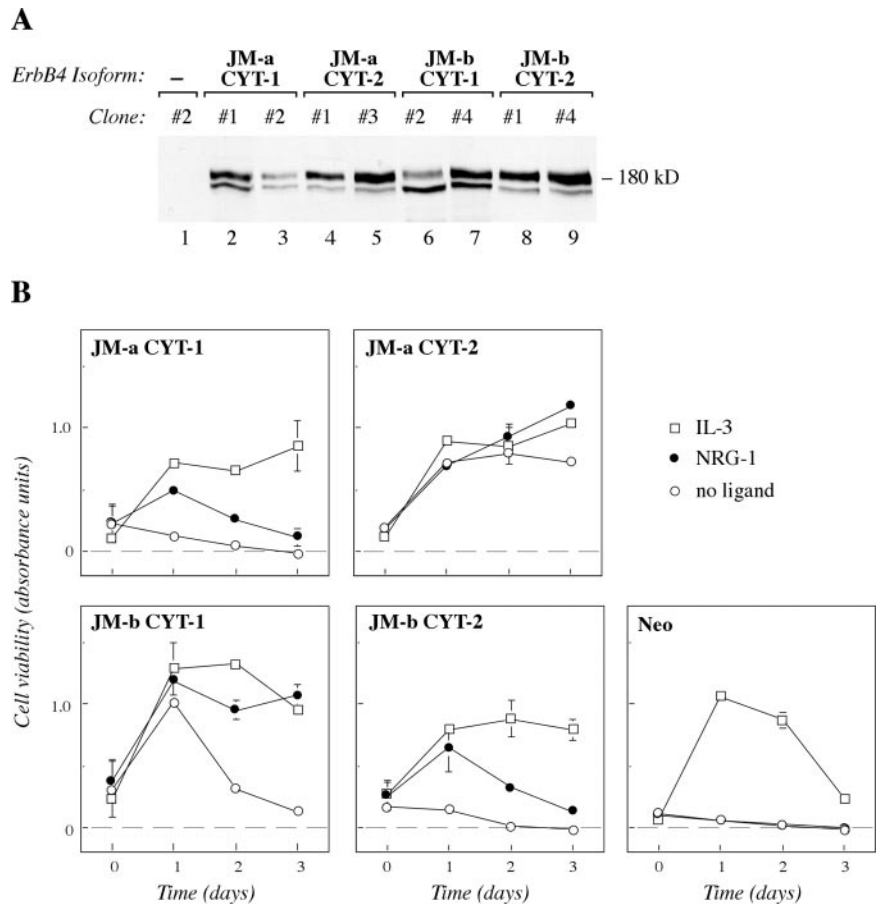 A
ErbB4 Isoform: – JM-a CYT-1 JM-a CYT-2 JM-b CYT-1 JM-b CYT-2
Clone: #2 #1 #2 #1 #3 #2 #4 #1 #4
– 180 kD
1 2 3 4 5 6 7 8 9
B
Cell viability (absorbance units)
JM-a CYT-1
1.0
0
JM-a CYT-2
IL-3
NRG-1
no ligand
JM-b CYT-1
1.0
0
JM-b CYT-2
Neo
0 1 2 3
Time (days)
0 1 2 3
Time (days)
0 1 2 3
Time (days)